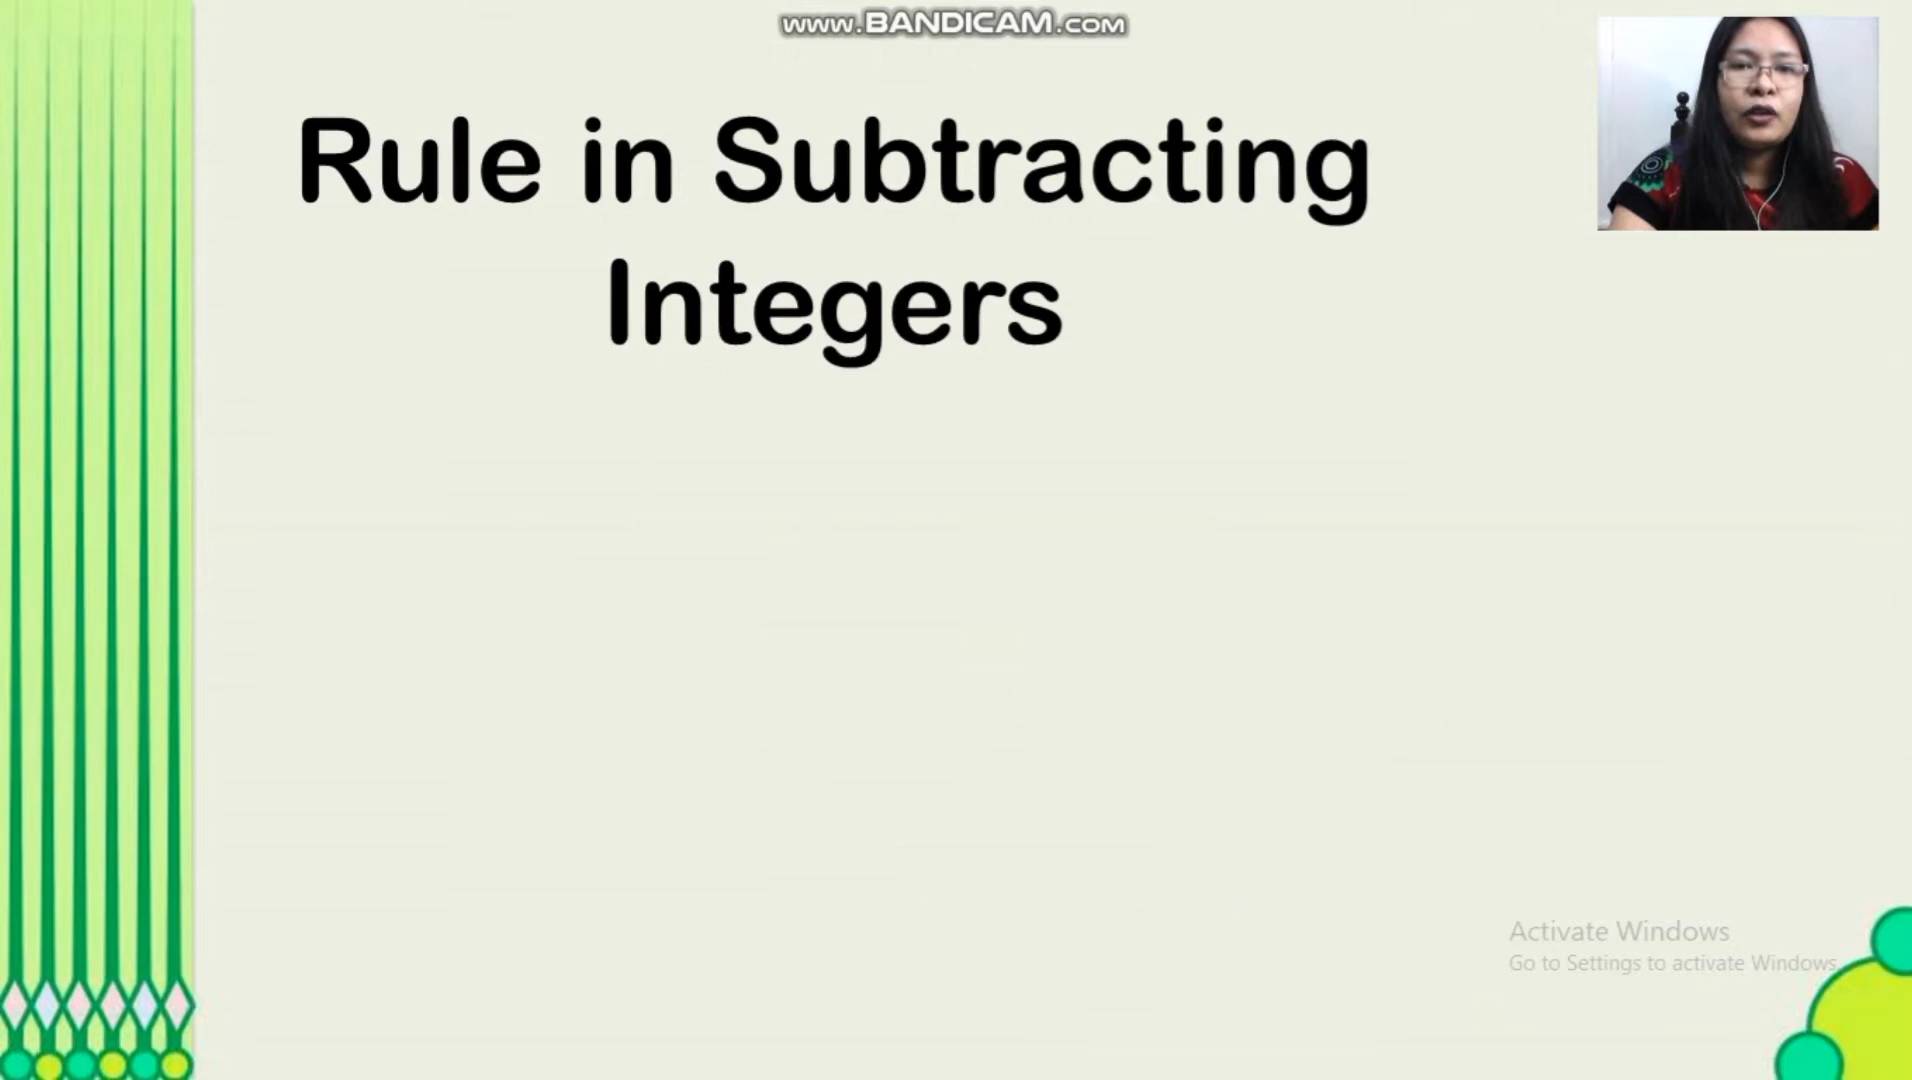 www.BANDICAM.com
Rule in Subtracting
Integers
Activate Windows
Go to Settings to activate Windows.